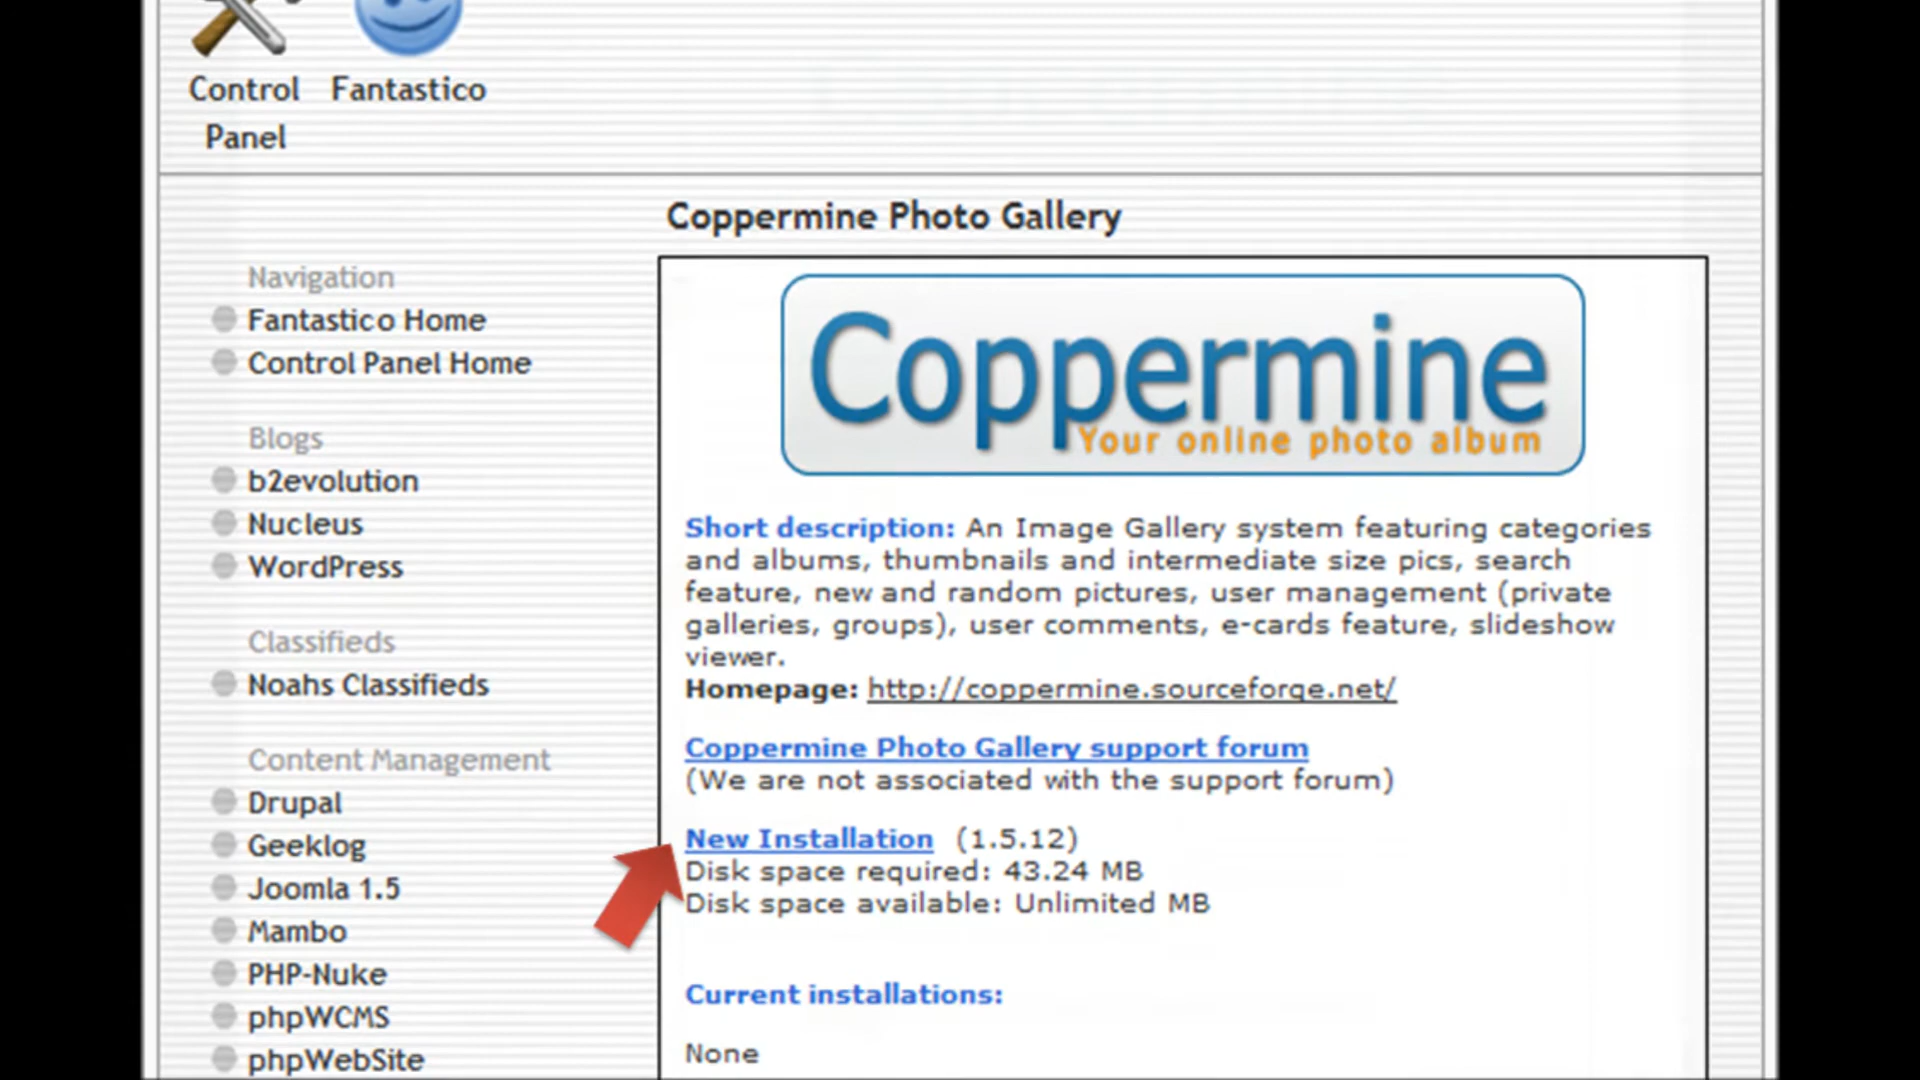 Control
Panel
Fantastico
Navigation
Fantastico Home
Control Panel Home
Blogs
b2evolution
Nucleus
WordPress
Classifieds
Noahs Classifieds
Content Management
Drupal
Geeklog
Joomla 1.5
Mambo
PHP-Nuke
phpWCMS
phpWebSite
Coppermine Photo Gallery
Coppermine
Your online photo album
Short description: An Image Gallery system featuring categories
and albums, thumbnails and intermediate size pics, search
feature, new and random pictures, user management (private
galleries, groups), user comments, e-cards feature, slideshow
viewer.
Homepage: http://coppermine.sourceforge.net/
Coppermine Photo Gallery support forum
(We are not associated with the support forum)
New Installation (1.5.12)
Disk space required: 43.24 MB
Disk space available: Unlimited MB
Current installations:
None